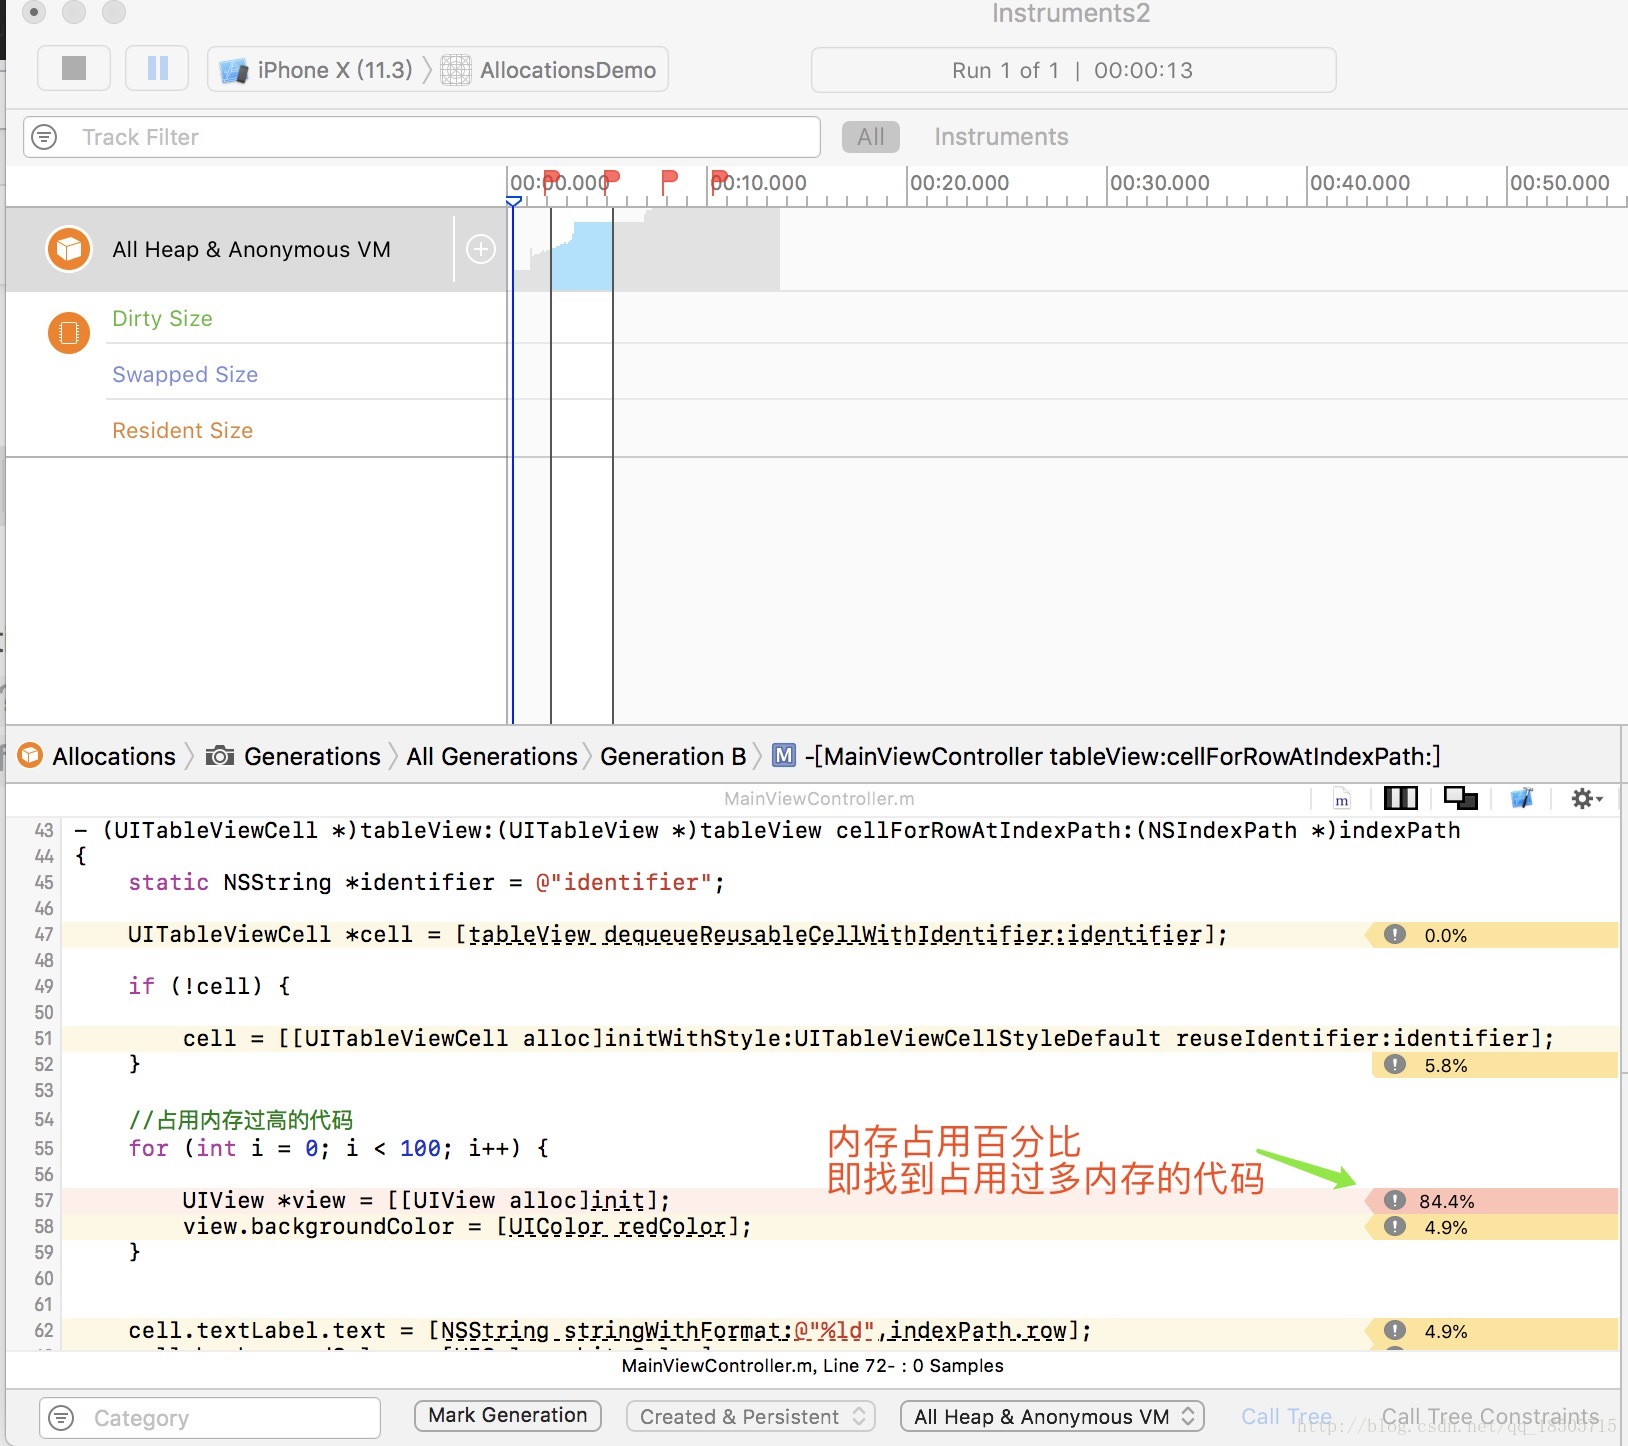 Instruments2
iPhone X (11.3) 〉 AllocationsDemo
Run 1 of 1 | 00:00:13
Track Filter
All
Instruments
00:00.000
00:10.000
00:20.000
00:30.000
00:40.000
00:50.000
All Heap & Anonymous VM
Dirty Size
Swapped Size
Resident Size
Allocations 〉 Generations 〉 All Generations 〉 Generation B 〉 M -[MainViewController tableView:cellForRowAtIndexPath:]
MainViewController.m
m
43 - (UITableViewCell *)tableView:(UITableView *)tableView cellForRowAtIndexPath:(NSIndexPath *)indexPath
44 {
45 static NSString *identifier = @"identifier";
46
47 UITableViewCell *cell = [tableView dequeueReusableCellWithIdentifier:identifier]; 0.0%
48
49 if (!cell) {
50
51 cell = [[UITableViewCell alloc]initWithStyle:UITableViewCellStyleDefault reuseIdentifier:identifier];
52 } 5.8%
53
54 //占用内存过高的代码
55 for (int i = 0; i < 100; i++) {
内存占用百分比
即找到占用过多内存的代码
56
57 UIView *view = [[UIView alloc]init]; 84.4%
58 view.backgroundColor = [UIColor redColor]; 4.9%
59 }
60
61
62 cell.textLabel.text = [NSString stringWithFormat:@"%ld",indexPath.row]; 4.9%
MainViewController.m, Line 72- : 0 Samples
Category
Mark Generation
Created & Persistent
All Heap & Anonymous VM
Call Tree
Call Tree Constraints
http://blog.csdn.net/qq_18505715